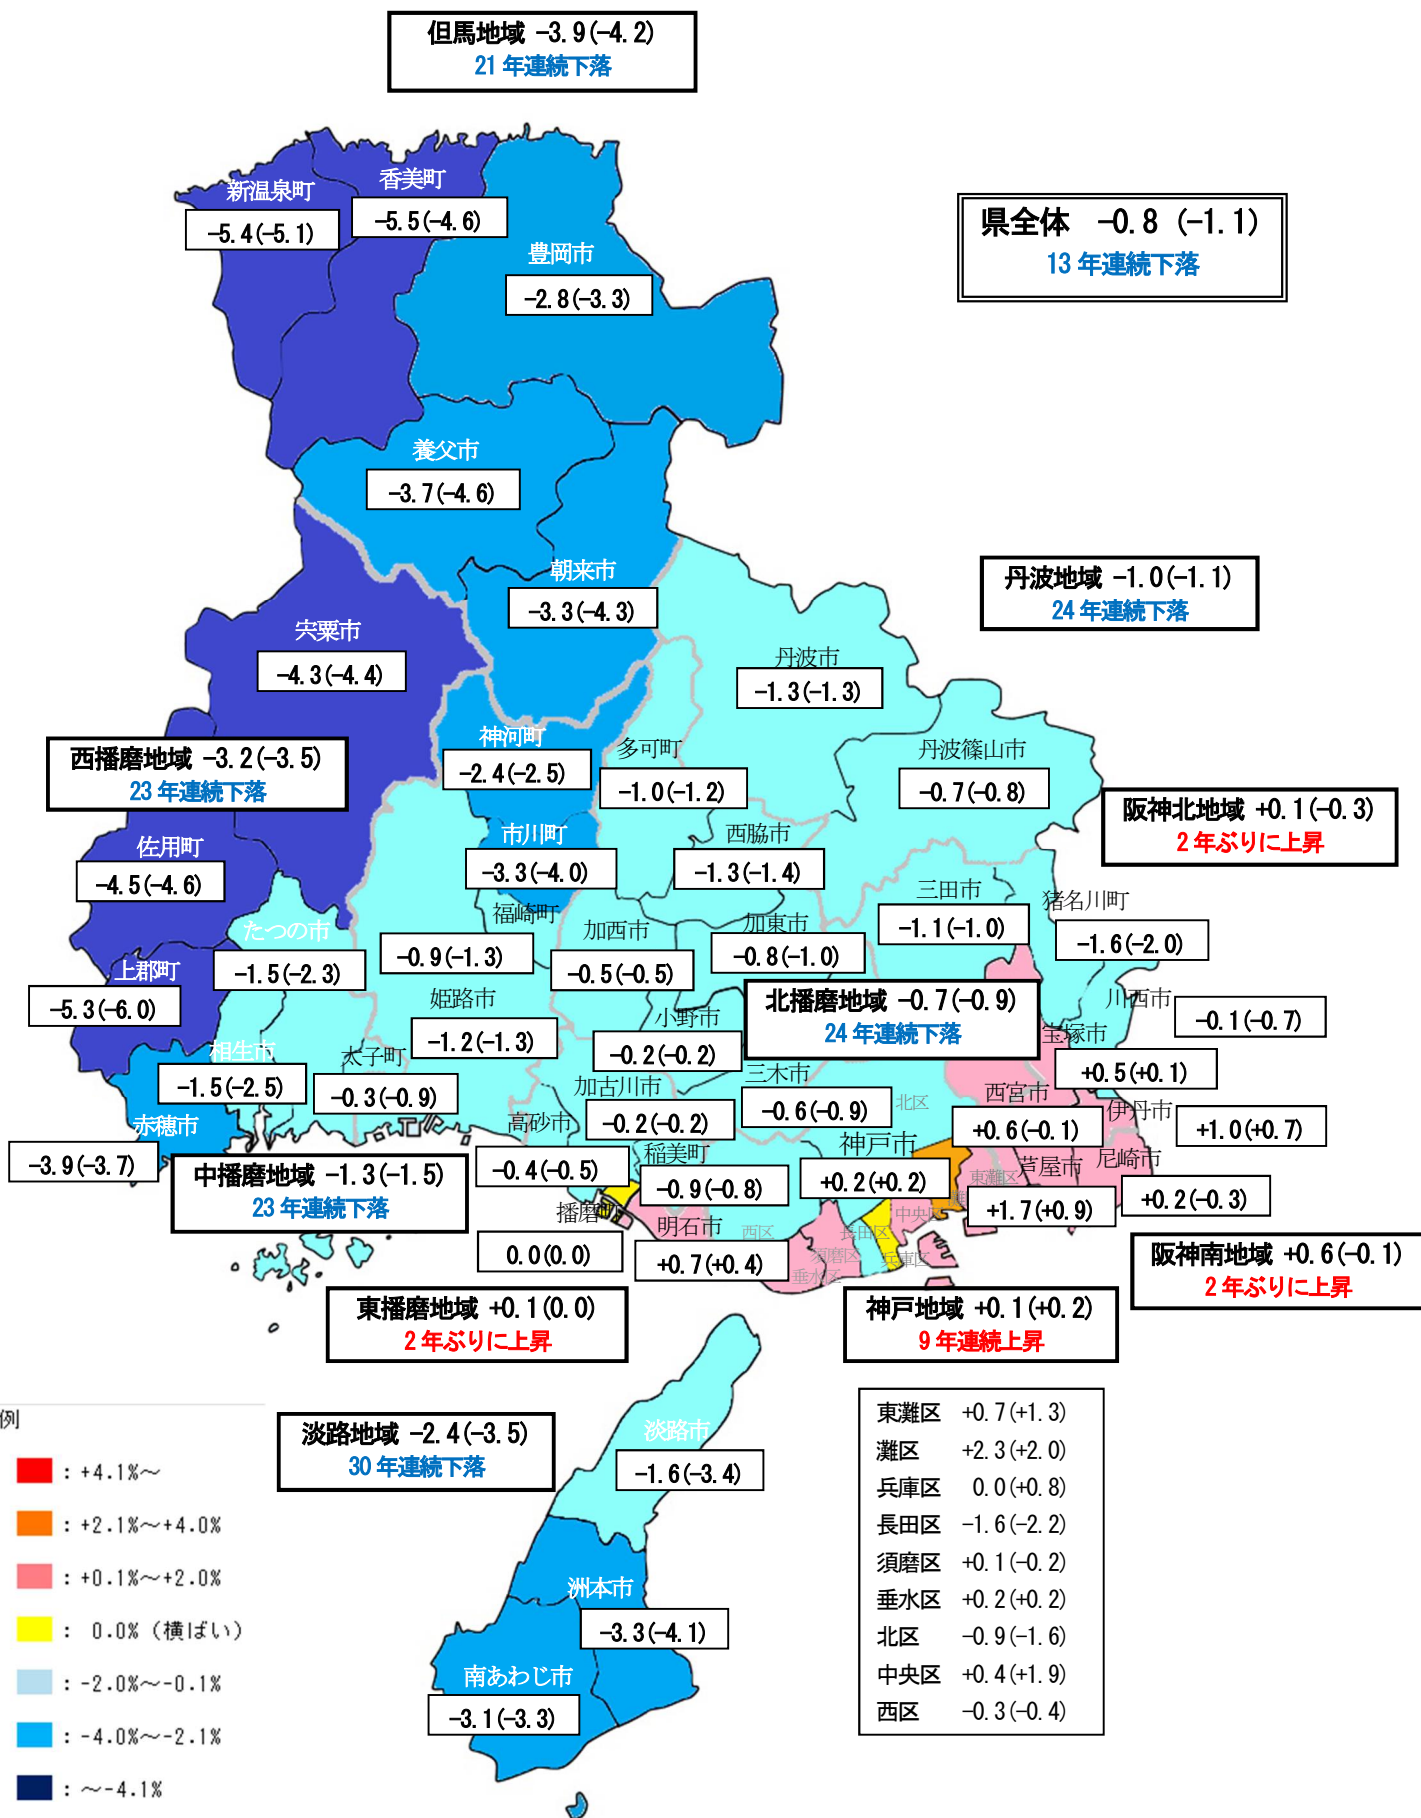 但馬地域 -3.9(-4.2)
21 年連続下落
新温泉町
-5.4(-5.1)
香美町
-5.5(-4.6)
豊岡市
-2.8(-3.3)
県全体 -0.8 (-1.1)
13 年連続下落
養父市
-3.7(-4.6)
朝来市
-3.3(-4.3)
丹波地域 -1.0(-1.1)
24 年連続下落
宍粟市
-4.3(-4.4)
丹波市
-1.3(-1.3)
西播磨地域 -3.2(-3.5)
23 年連続下落
神河町
-2.4(-2.5)
多可町
-1.0(-1.2)
丹波篠山市
-0.7(-0.8)
阪神北地域 +0.1(-0.3)
2 年ぶりに上昇
佐用町
-4.5(-4.6)
市川町
-3.3(-4.0)
西脇市
-1.3(-1.4)
三田市
-1.1(-1.0)
猪名川町
-1.6(-2.0)
たつの市
-1.5(-2.3)
福崎町
-0.9(-1.3)
加西市
-0.5(-0.5)
加東市
-0.8(-1.0)
上郡町
-5.3(-6.0)
姫路市
-1.2(-1.3)
北播磨地域 -0.7(-0.9)
24 年連続下落
川西市
-0.1(-0.7)
小野市
-0.2(-0.2)
宝塚市
+0.5(+0.1)
相生市
-1.5(-2.5)
太子町
-0.3(-0.9)
加古川市
-0.2(-0.2)
三木市
-0.6(-0.9)
北区
西宮市
+0.6(-0.1)
伊丹市
+1.0(+0.7)
赤穂市
-3.9(-3.7)
高砂市
-0.4(-0.5)
稲美町
-0.9(-0.8)
神戸市
+0.2(+0.2)
芦屋市
+1.7(+0.9)
尼崎市
+0.2(-0.3)
中播磨地域 -1.3(-1.5)
23 年連続下落
播磨町
0.0(0.0)
明石市
+0.7(+0.4)
西区
須磨区
垂水区
長田区
兵庫区
中央区
灘
東灘区
阪神南地域 +0.6(-0.1)
2 年ぶりに上昇
東播磨地域 +0.1(0.0)
2 年ぶりに上昇
神戸地域 +0.1(+0.2)
9 年連続上昇
淡路地域 -2.4(-3.5)
30 年連続下落
淡路市
-1.6(-3.4)
洲本市
-3.3(-4.1)
南あわじ市
-3.1(-3.3)
東灘区 +0.7(+1.3)
灘区 +2.3(+2.0)
兵庫区 0.0(+0.8)
長田区 -1.6(-2.2)
須磨区 +0.1(-0.2)
垂水区 +0.2(+0.2)
北区 -0.9(-1.6)
中央区 +0.4(+1.9)
西区 -0.3(-0.4)
例
: +4.1%～
: +2.1%～+4.0%
: +0.1%～+2.0%
: 0.0% (横ばい)
: -2.0%～-0.1%
: -4.0%～-2.1%
: ～-4.1%